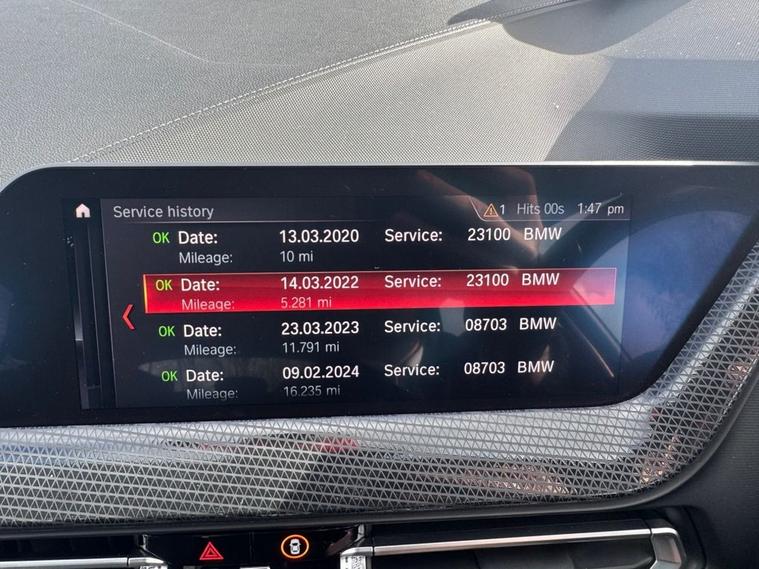 Service history 1 Hits 00s 1:47 pm
OK Date: 13.03.2020 Service: 23100 BMW
Mileage: 10 mi
OK Date: 14.03.2022 Service: 23100 BMW
Mileage: 5.281 mi
OK Date: 23.03.2023 Service: 08703 BMW
Mileage: 11.791 mi
OK Date: 09.02.2024 Service: 08703 BMW
Mileage: 16.235 mi